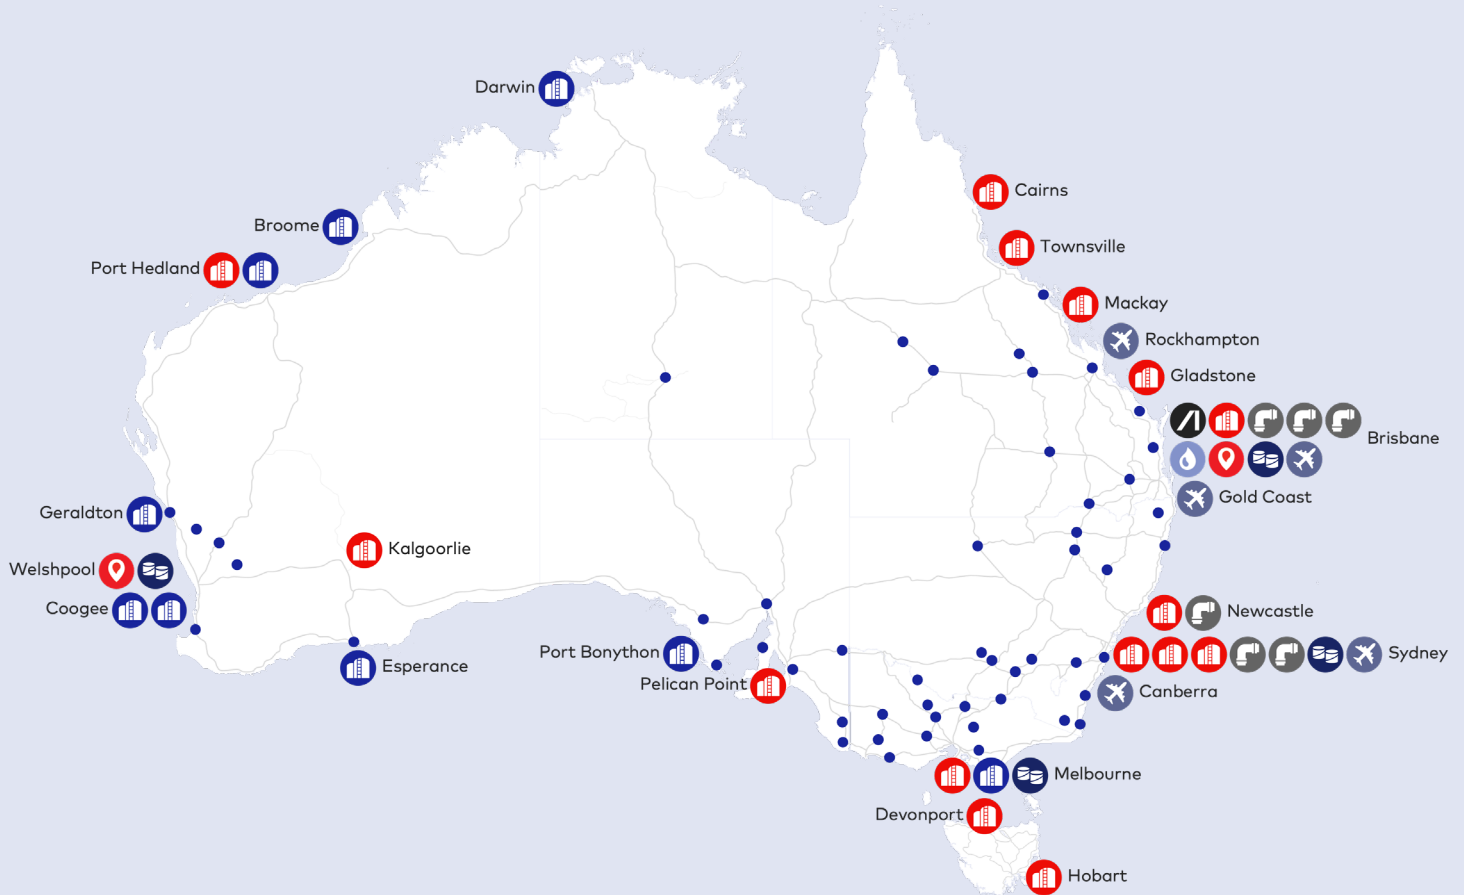 Darwin
Cairns
Broome
Townsville
Port Hedland
Mackay
Rockhampton
Gladstone
Brisbane
Gold Coast
Geraldton
Kalgoorlie
Welshpool
Coogee
Newcastle
Port Bonython
Sydney
Esperance
Pelican Point
Canberra
Melbourne
Devonport
Hobart